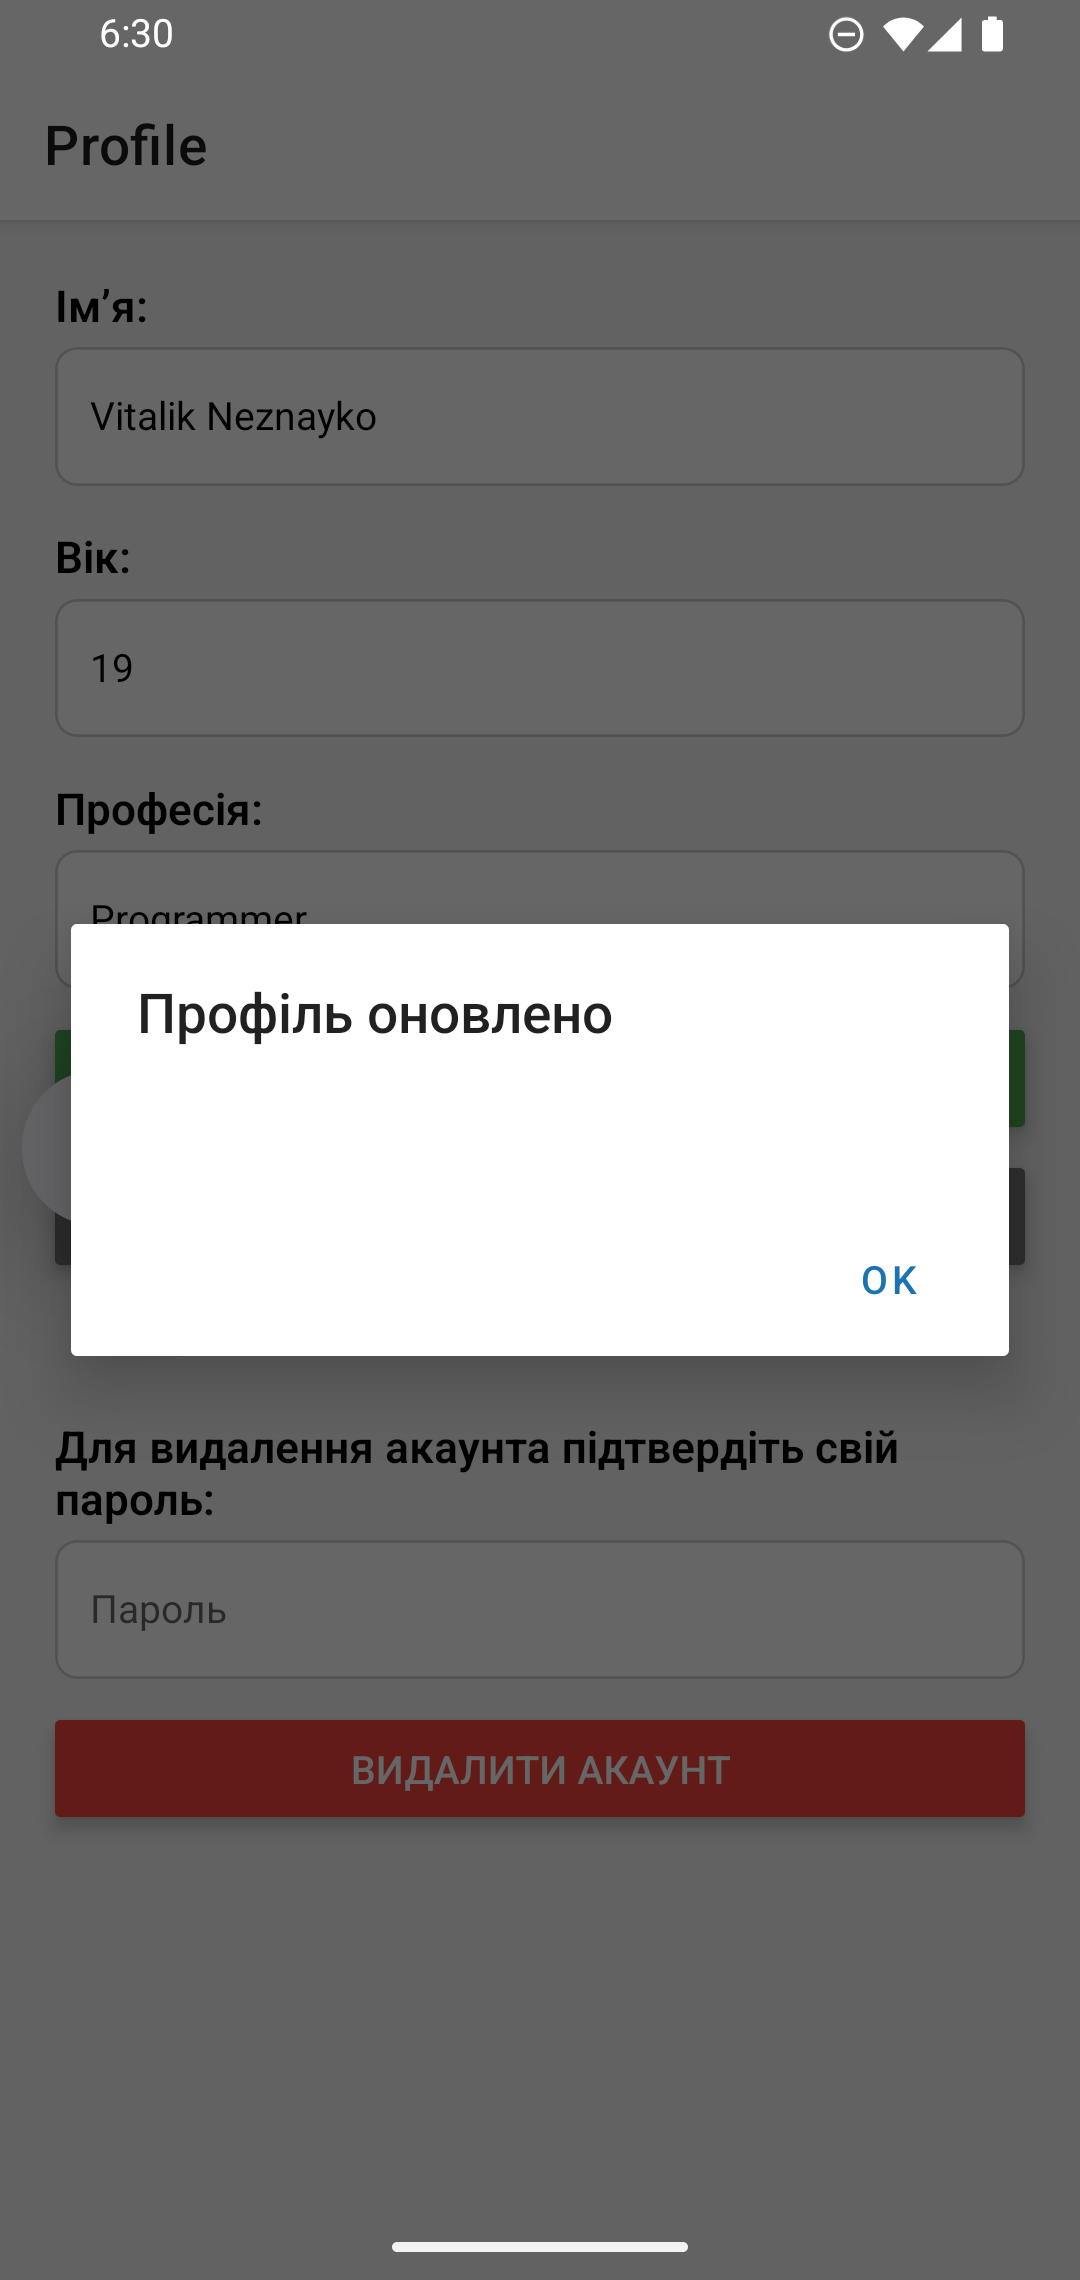 6:30
Profile
Ім’я:
Vitalik Neznayko
Вік:
19
Професія:
Programmer
Профіль оновлено
OK
Для видалення акаунта підтвердіть свій
пароль:
Пароль
ВИДАЛИТИ АКАУНТ